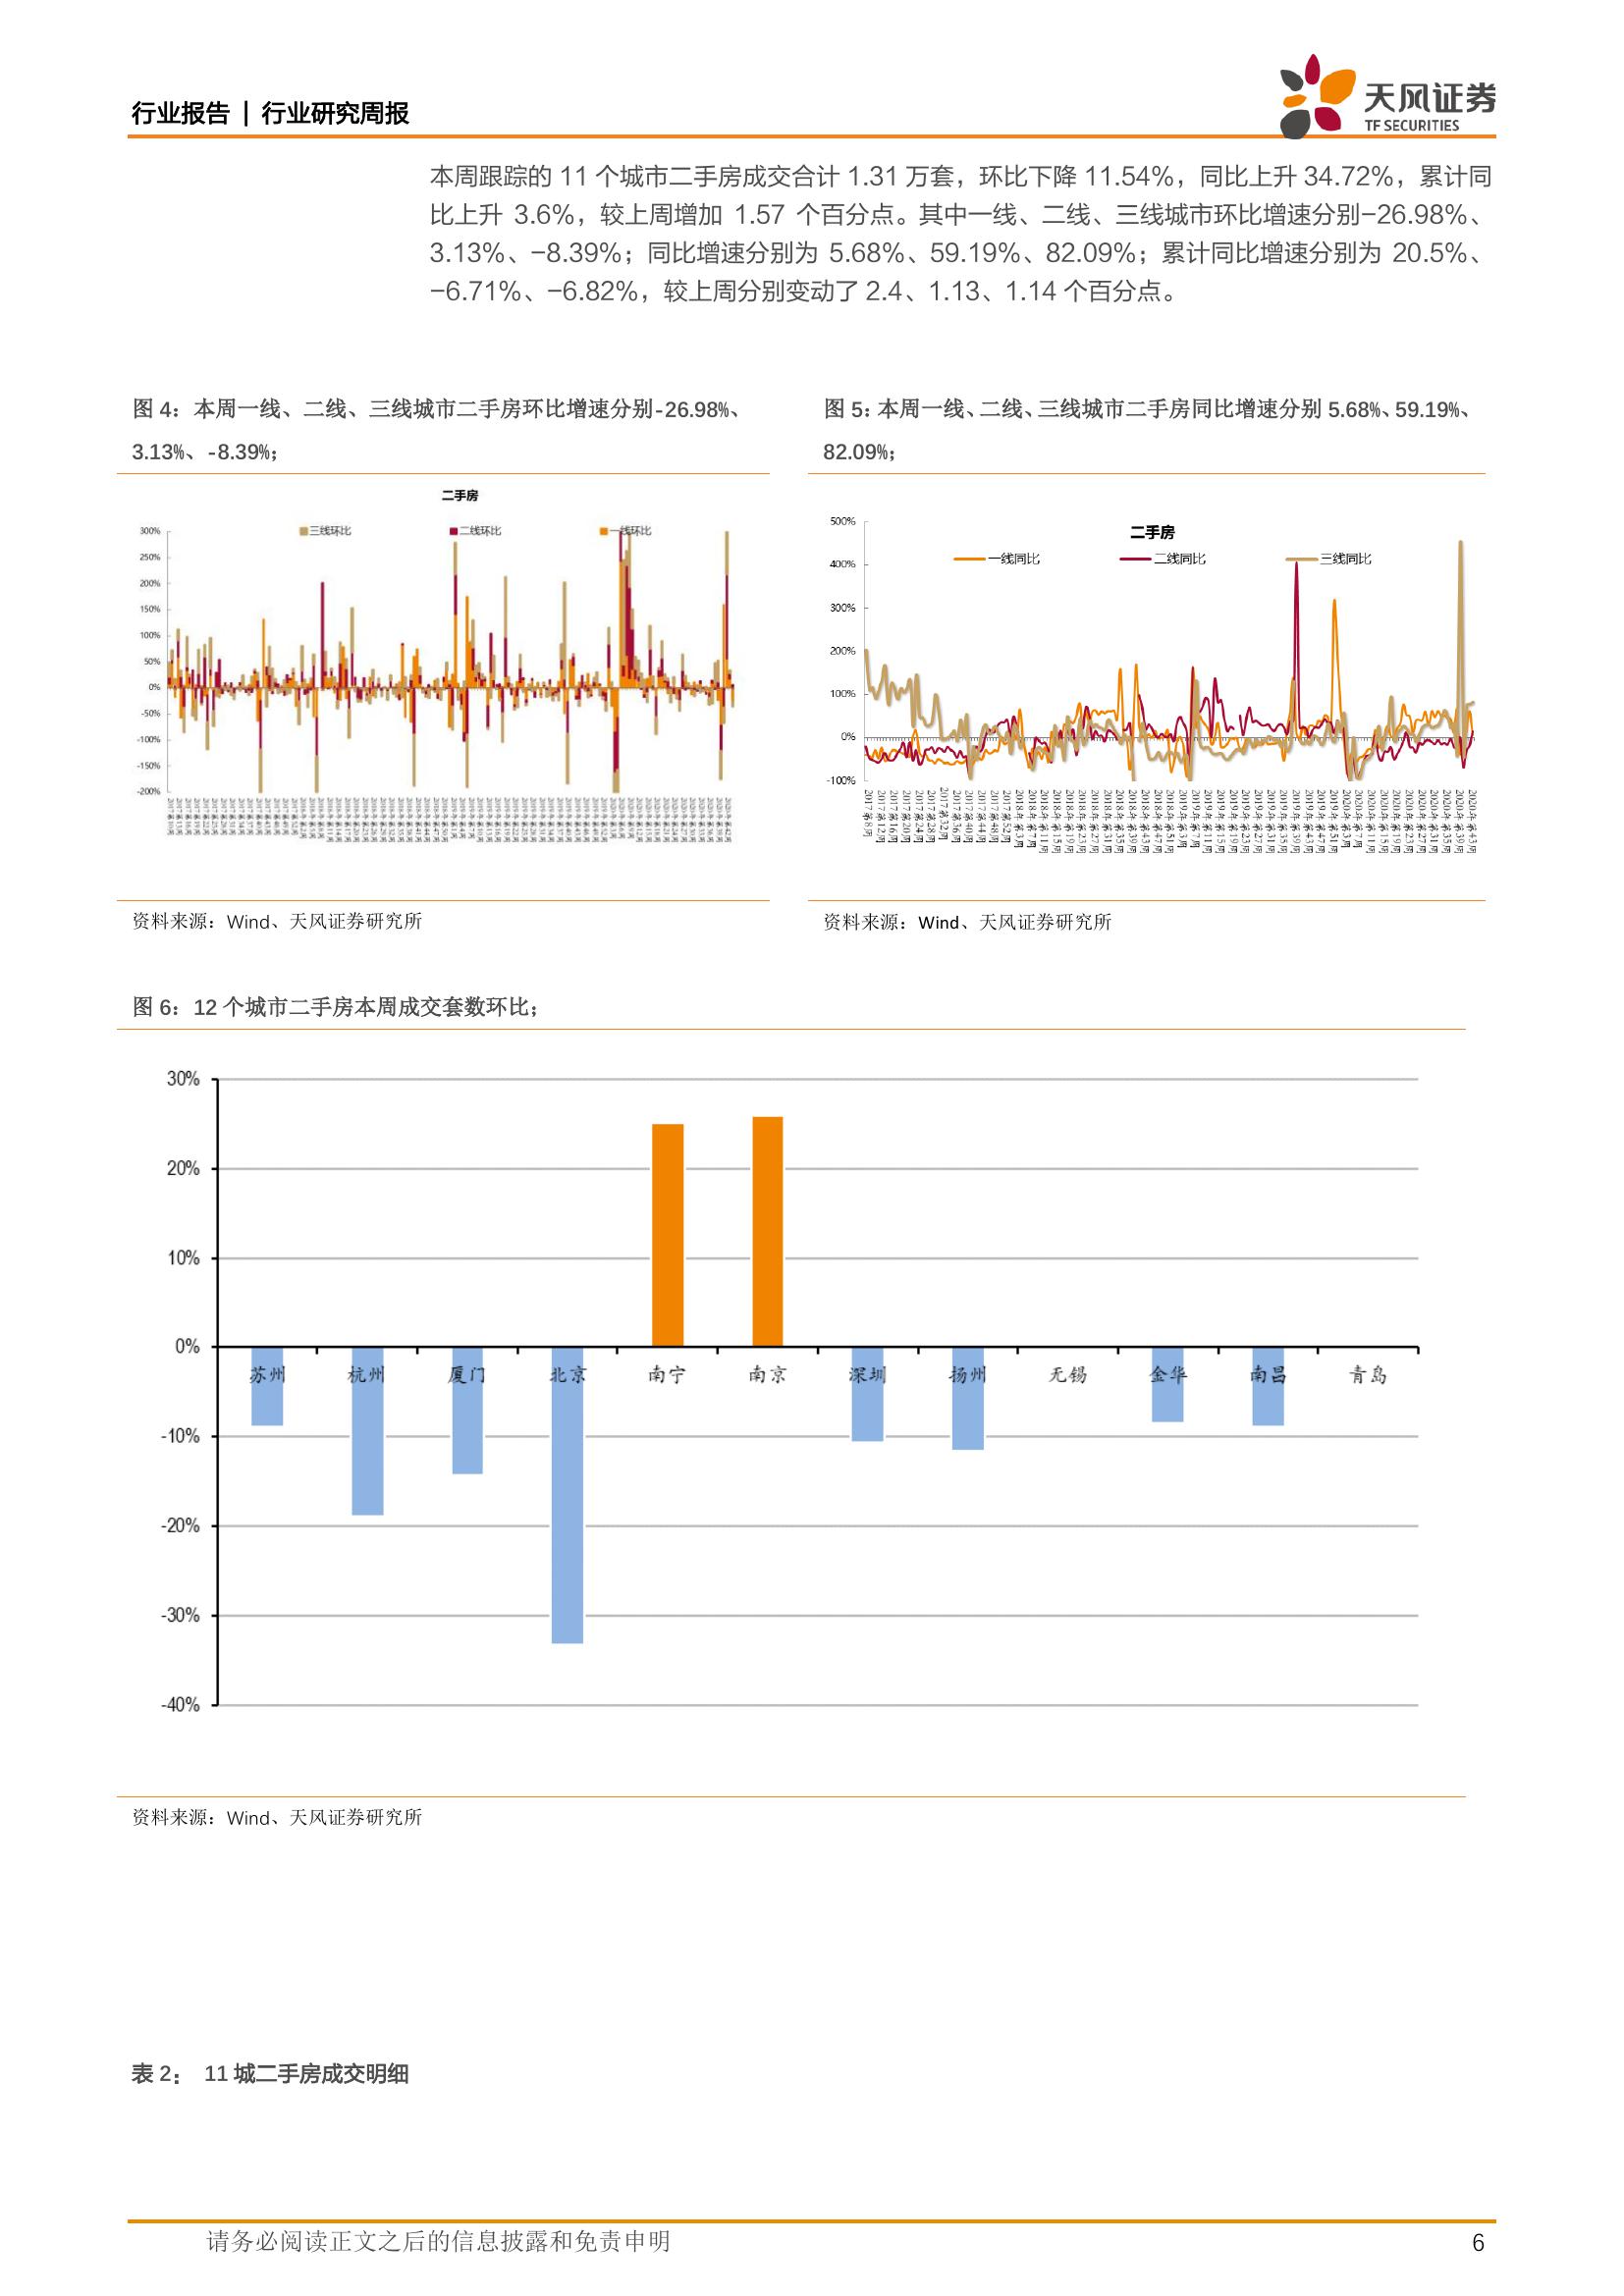 行业报告 | 行业研究周报
天风证券
TF SECURITIES
本周跟踪的 11 个城市二手房成交合计 1.31 万套，环比下降 11.54%，同比上升 34.72%，累计同
比上升 3.6%，较上周增加 1.57 个百分点。其中一线、二线、三线城市环比增速分别-26.98%、
3.13%、-8.39%；同比增速分别为 5.68%、59.19%、82.09%；累计同比增速分别为 20.5%、
-6.71%、-6.82%，较上周分别变动了 2.4、1.13、1.14 个百分点。
图 4：本周一线、二线、三线城市二手房环比增速分别-26.98%、
3.13%、-8.39%；
二手房
三线环比 二线环比 一线环比
300%
250%
200%
150%
100%
50%
0%
-50%
-100%
-150%
-200%
资料来源：Wind、天风证券研究所
图 5：本周一线、二线、三线城市二手房同比增速分别 5.68%、59.19%、
82.09%；
二手房
一线同比 二线同比 三线同比
500%
400%
300%
200%
100%
0%
-100%
资料来源：Wind、天风证券研究所
图 6：12 个城市二手房本周成交套数环比；
30%
20%
10%
0%
苏州 杭州 厦门 北京 南宁 南京 深圳 扬州 无锡 金华 南昌 青岛
-10%
-20%
-30%
-40%
资料来源：Wind、天风证券研究所
表 2： 11 城二手房成交明细
请务必阅读正文之后的信息披露和免责申明
6